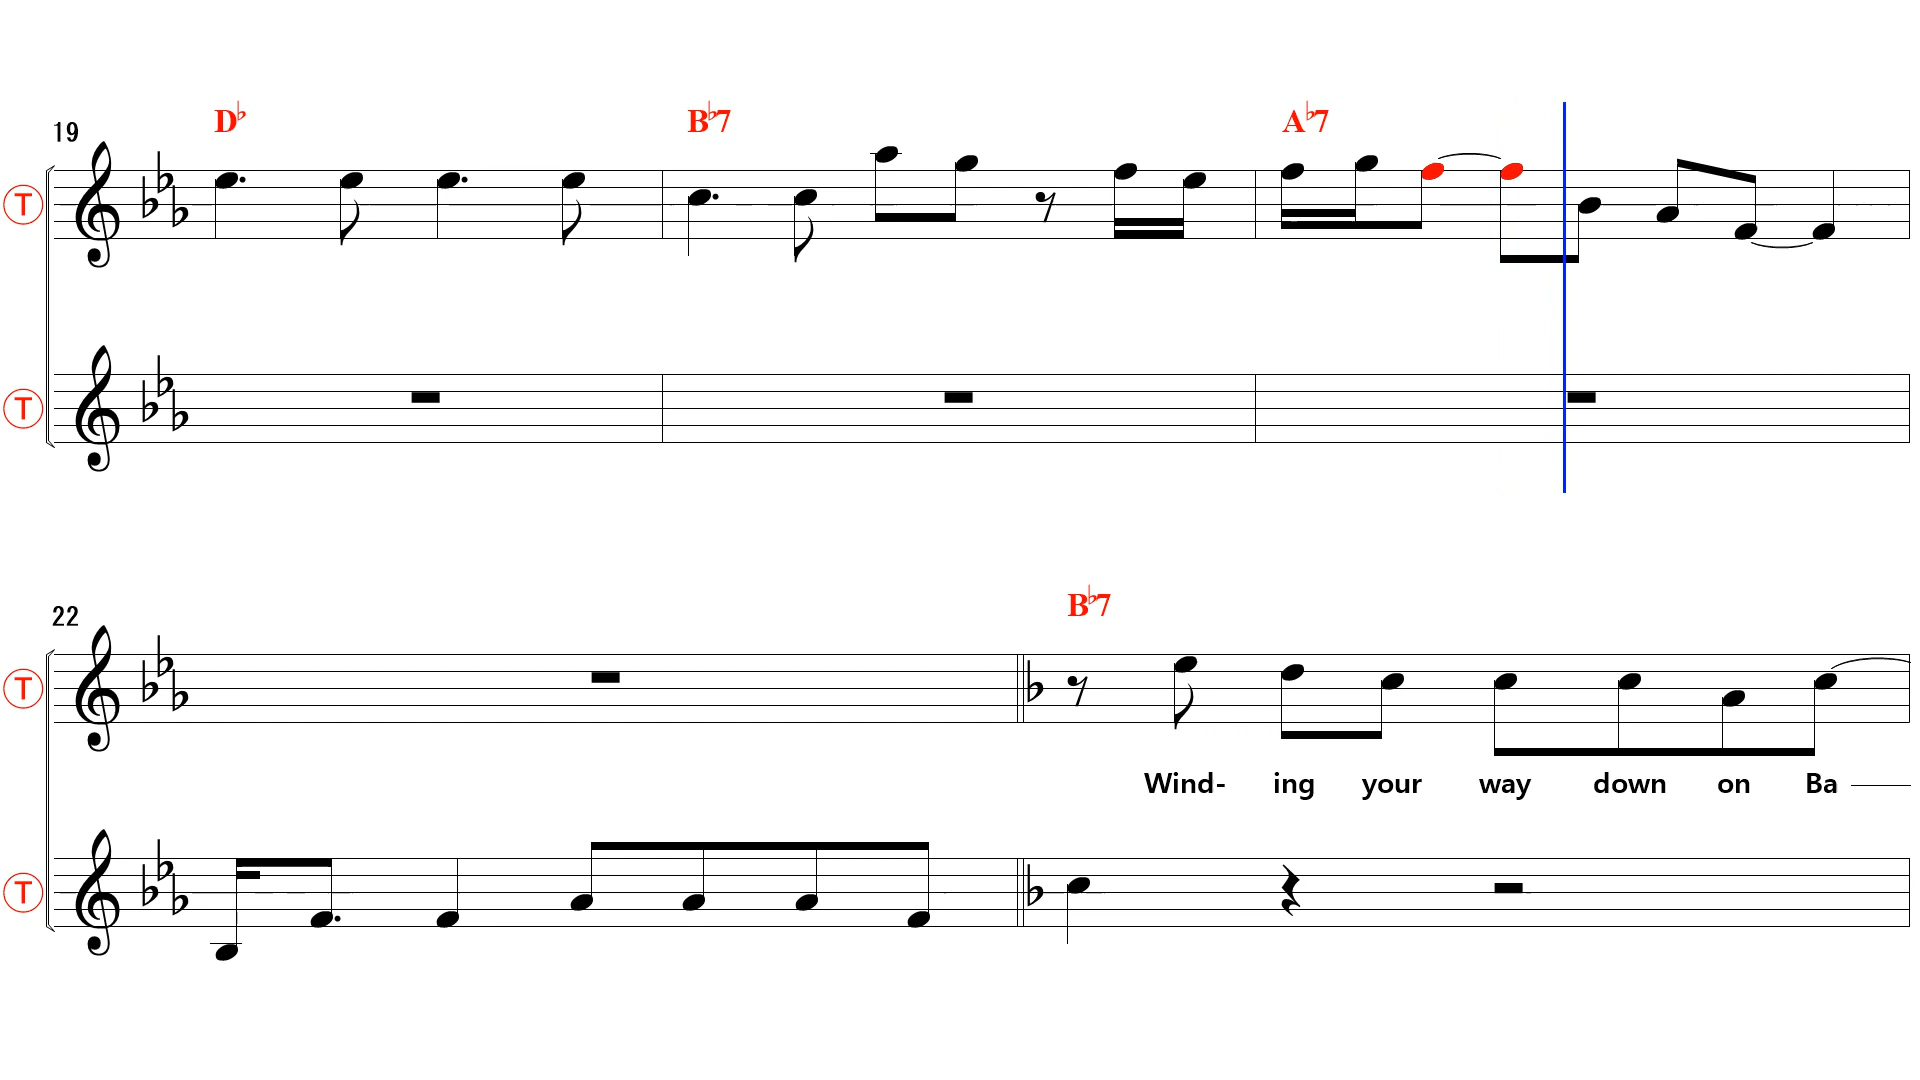 D♭ B♭7 A♭7
19
T
T
B♭7
22
T
Wind- ing your way down on Ba
T